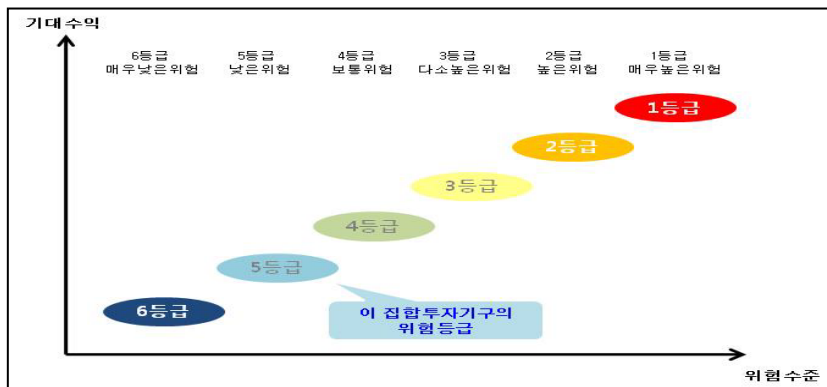 기대수익
6등급 5등급 4등급 3등급 2등급 1등급
매우낮은위험 낮은위험 보통위험 다소높은위험 높은위험 매우높은위험
1등급
2등급
3등급
4등급
5등급
6등급
이 집합투자기구의
위험등급
위험수준